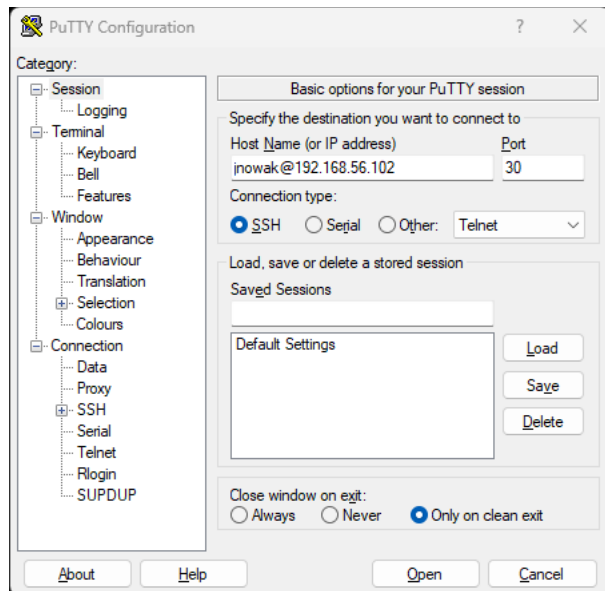 PuTTY Configuration
Category:
Session
Logging
Terminal
Keyboard
Bell
Features
Window
Appearance
Behaviour
Translation
Selection
Colours
Connection
Data
Proxy
SSH
Serial
Telnet
Rlogin
SUPDUP
Basic options for your PuTTY session
Specify the destination you want to connect to
Host Name (or IP address) Port
jnowak@192.168.56.102 30
Connection type:
SSH Serial Other: Telnet
Load, save or delete a stored session
Saved Sessions
Default Settings
Load
Save
Delete
Close window on exit:
Always Never Only on clean exit
About Help Open Cancel